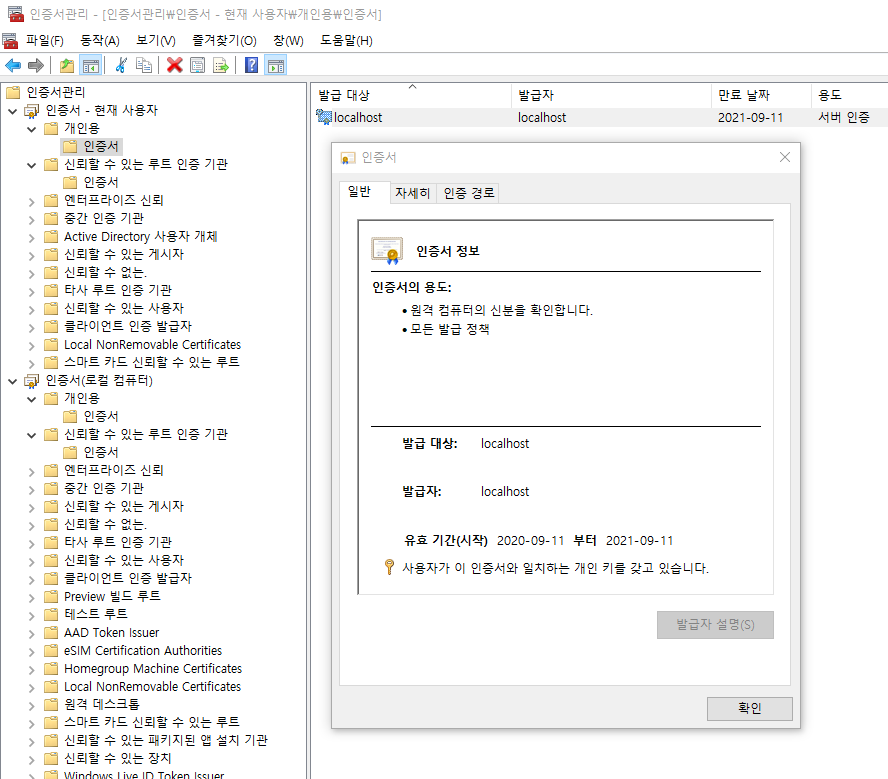 인증서관리 - [인증서관리₩인증서 - 현재 사용자₩개인용₩인증서]
파일(F) 동작(A) 보기(V) 즐겨찾기(O) 창(W) 도움말(H)
인증서관리
인증서 - 현재 사용자
개인용
인증서
신뢰할 수 있는 루트 인증 기관
인증서
엔터프라이즈 신뢰
중간 인증 기관
Active Directory 사용자 개체
신뢰할 수 있는 게시자
신뢰할 수 없는.
타사 루트 인증 기관
신뢰할 수 있는 사용자
클라이언트 인증 발급자
Local NonRemovable Certificates
스마트 카드 신뢰할 수 있는 루트
인증서(로컬 컴퓨터)
개인용
인증서
신뢰할 수 있는 루트 인증 기관
인증서
엔터프라이즈 신뢰
중간 인증 기관
신뢰할 수 있는 게시자
신뢰할 수 없는.
타사 루트 인증 기관
신뢰할 수 있는 사용자
클라이언트 인증 발급자
Preview 빌드 루트
테스트 루트
AAD Token Issuer
eSIM Certification Authorities
Homegroup Machine Certificates
Local NonRemovable Certificates
원격 데스크톱
스마트 카드 신뢰할 수 있는 루트
신뢰할 수 있는 패키지된 앱 설치 기관
신뢰할 수 있는 장치
Windows Live ID Token Issuer
발급 대상 발급자 만료 날짜 용도
localhost localhost 2021-09-11 서버 인증
인증서
일반 자세히 인증 경로
인증서 정보
인증서의 용도:
• 원격 컴퓨터의 신분을 확인합니다.
• 모든 발급 정책
발급 대상: localhost
발급자: localhost
유효 기간(시작) 2020-09-11 부터 2021-09-11
사용자가 이 인증서와 일치하는 개인 키를 갖고 있습니다.
발급자 설명(S)
확인